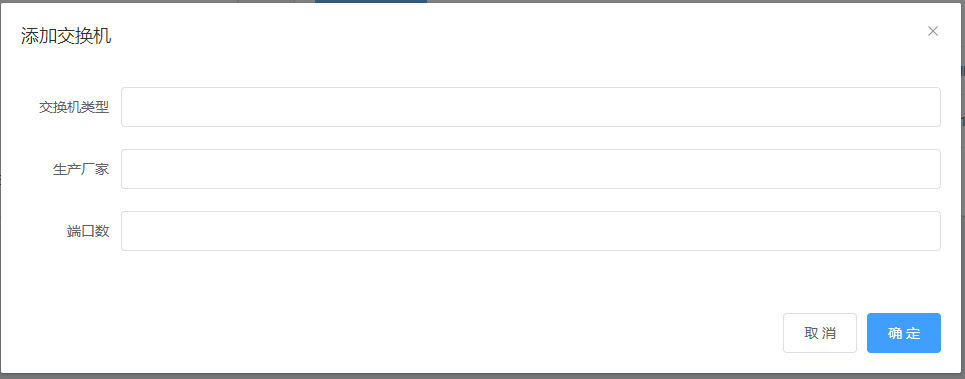 添加交换机
交换机类型
生产厂家
端口数
取 消 确 定